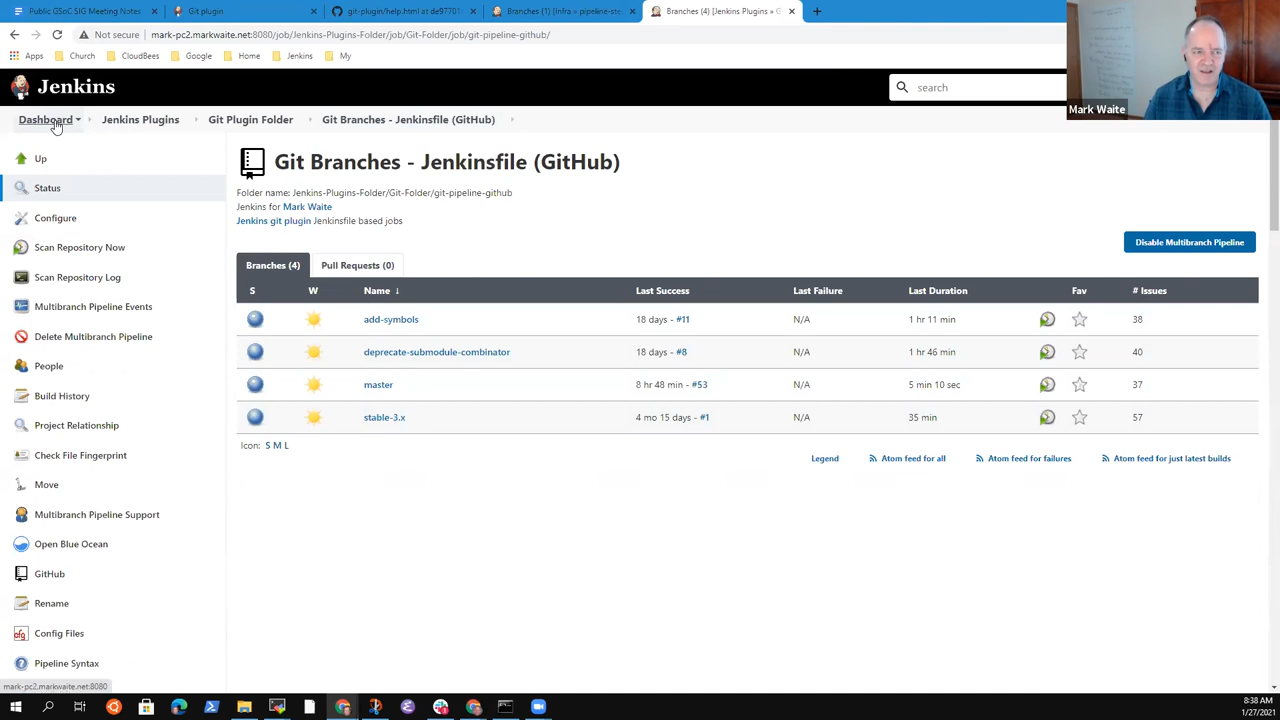 Public GSoC SIG Meeting Notes
Git plugin
git-plugin/help.html at de97701
Branches (1) [Infra » pipeline-ste
Branches (4) [Jenkins Plugins » G
Not secure
mark-pc2.markwaite.net:8080/job/Jenkins-Plugins-Folder/job/Git-Folder/job/git-pipeline-github/
Apps
Church
CloudBees
Google
Home
Jenkins
My
Jenkins
search
Mark Waite
Dashboard
Jenkins Plugins
Git Plugin Folder
Git Branches - Jenkinsfile (GitHub)
Up
Status
Configure
Scan Repository Now
Scan Repository Log
Multibranch Pipeline Events
Delete Multibranch Pipeline
People
Build History
Project Relationship
Check File Fingerprint
Move
Multibranch Pipeline Support
Open Blue Ocean
GitHub
Rename
cfg Config Files
Pipeline Syntax
Git Branches - Jenkinsfile (GitHub)
Folder name: Jenkins-Plugins-Folder/Git-Folder/git-pipeline-github
Jenkins for Mark Waite
Jenkins git plugin Jenkinsfile based jobs
Disable Multibranch Pipeline
Branches (4) Pull Requests (0)
S W Name ↓ Last Success Last Failure Last Duration Fav # Issues
add-symbols 18 days - #11 N/A 1 hr 11 min 38
deprecate-submodule-combinator 18 days - #8 N/A 1 hr 46 min 40
master 8 hr 48 min - #53 N/A 5 min 10 sec 37
stable-3.x 4 mo 15 days - #1 N/A 35 min 57
Icon: S M L
Legend Atom feed for all Atom feed for failures Atom feed for just latest builds
mark-pc2.markwaite.net:8080
8:38 AM
1/27/2021